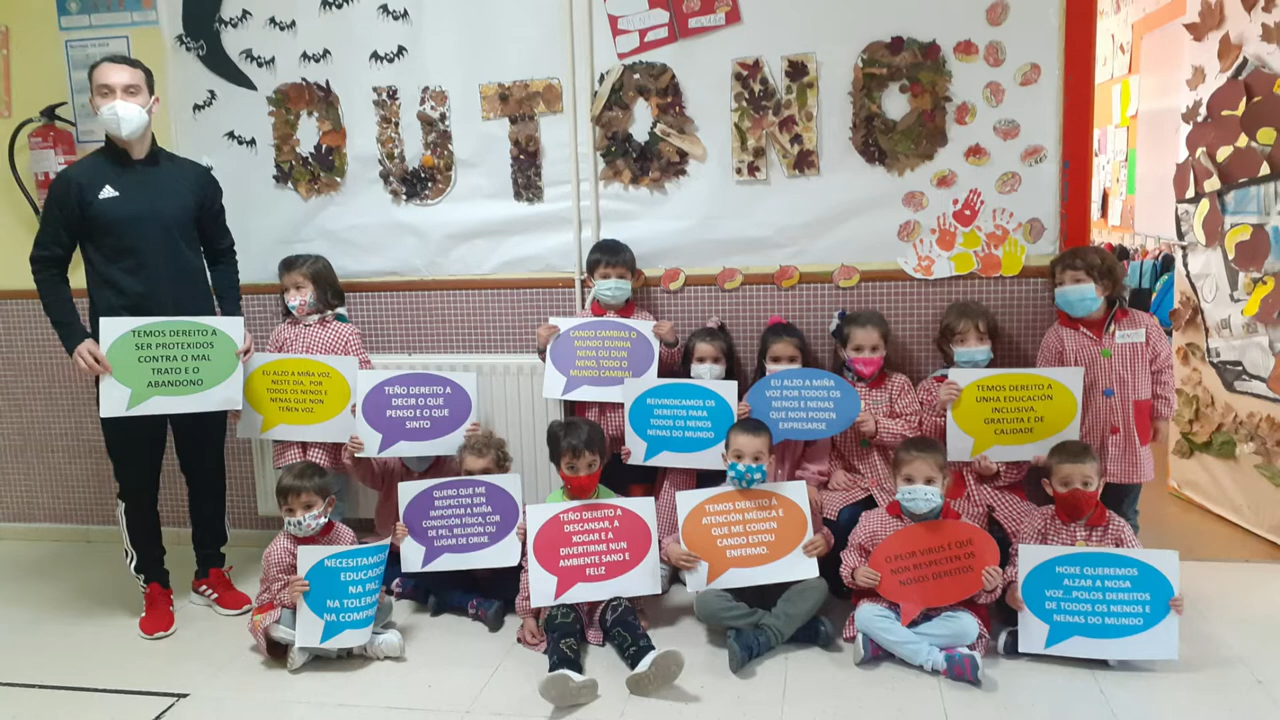 OUTONO
adidas
TEMOS DEREITO A
SER PROTEXIDOS
CONTRA O MAL
TRATO E O
ABANDONO
EU ALZO A MIÑA VOZ,
NESTE DÍA, POR
TODOS OS NENOS E
NENAS QUE NON
TEÑEN VOZ.
TEÑO DEREITO A
DECIR O QUE
PENSO E O QUE
SINTO
CANDO CAMBIAS O
MUNDO DUNHA
NENA OU DUN
NENO, TODO O
MUNDO CAMBIA!
REIVINDICAMOS OS
DEREITOS PARA
TODOS OS NENOS
NENAS DO MUNDO
EU ALZO A MIÑA
VOZ POR TODOS OS
NENOS E NENAS
QUE NON PODEN
EXPRESARSE
TEMOS DEREITO A
UNHA EDUCACIÓN
INCLUSIVA,
GRATUITA E DE
CALIDADE
NECESITAMOS
EDUCADO
NA PAZ
NA TOLERAN
NA COMPRE
QUERO QUE ME
RESPECTEN SEN
IMPORTAR A MIÑA
CONDICIÓN FÍSICA, COR
DE PEL, RELIXIÓN OU
LUGAR DE ORIXE.
TEÑO DEREITO A
DESCANSAR, A
XOGAR E A
DIVERTIRME NUN
AMBIENTE SANO E
FELIZ
TEMOS DEREITO Á
ATENCIÓN MÉDICA E
QUE ME COIDEN
CANDO ESTOU
ENFERMO.
O PEOR VIRUS É QUE
NON RESPECTEN OS
NOSOS DEREITOS
HOXE QUEREMOS
ALZAR A NOSA
VOZ...POLOS DEREITOS
DE TODOS OS NENOS E
NENAS DO MUNDO